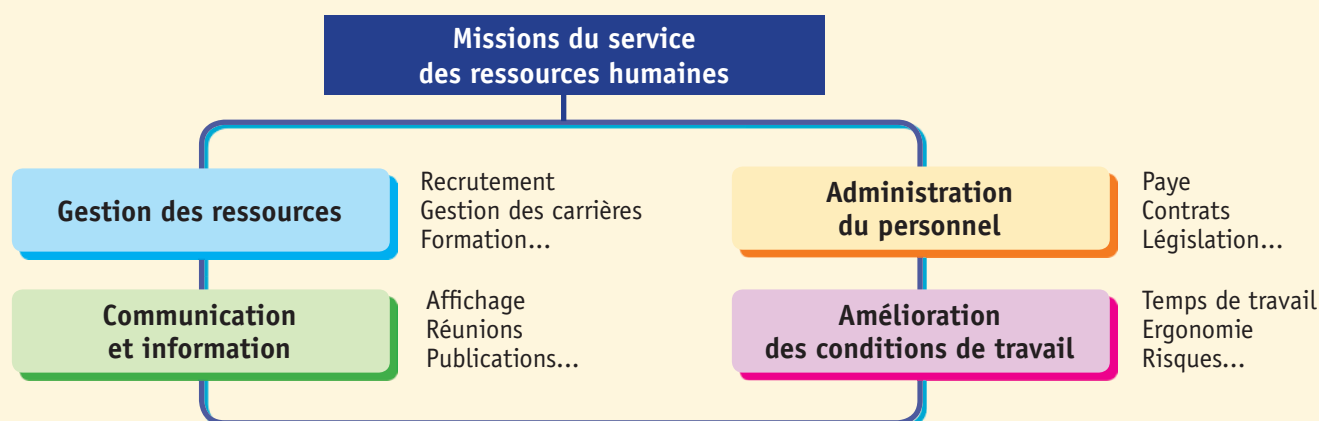 Missions du service
des ressources humaines
Gestion des ressources
Recrutement
Gestion des carrières
Formation...
Administration
du personnel
Paye
Contrats
Législation...
Communication
et information
Affichage
Réunions
Publications...
Amélioration
des conditions de travail
Temps de travail
Ergonomie
Risques...